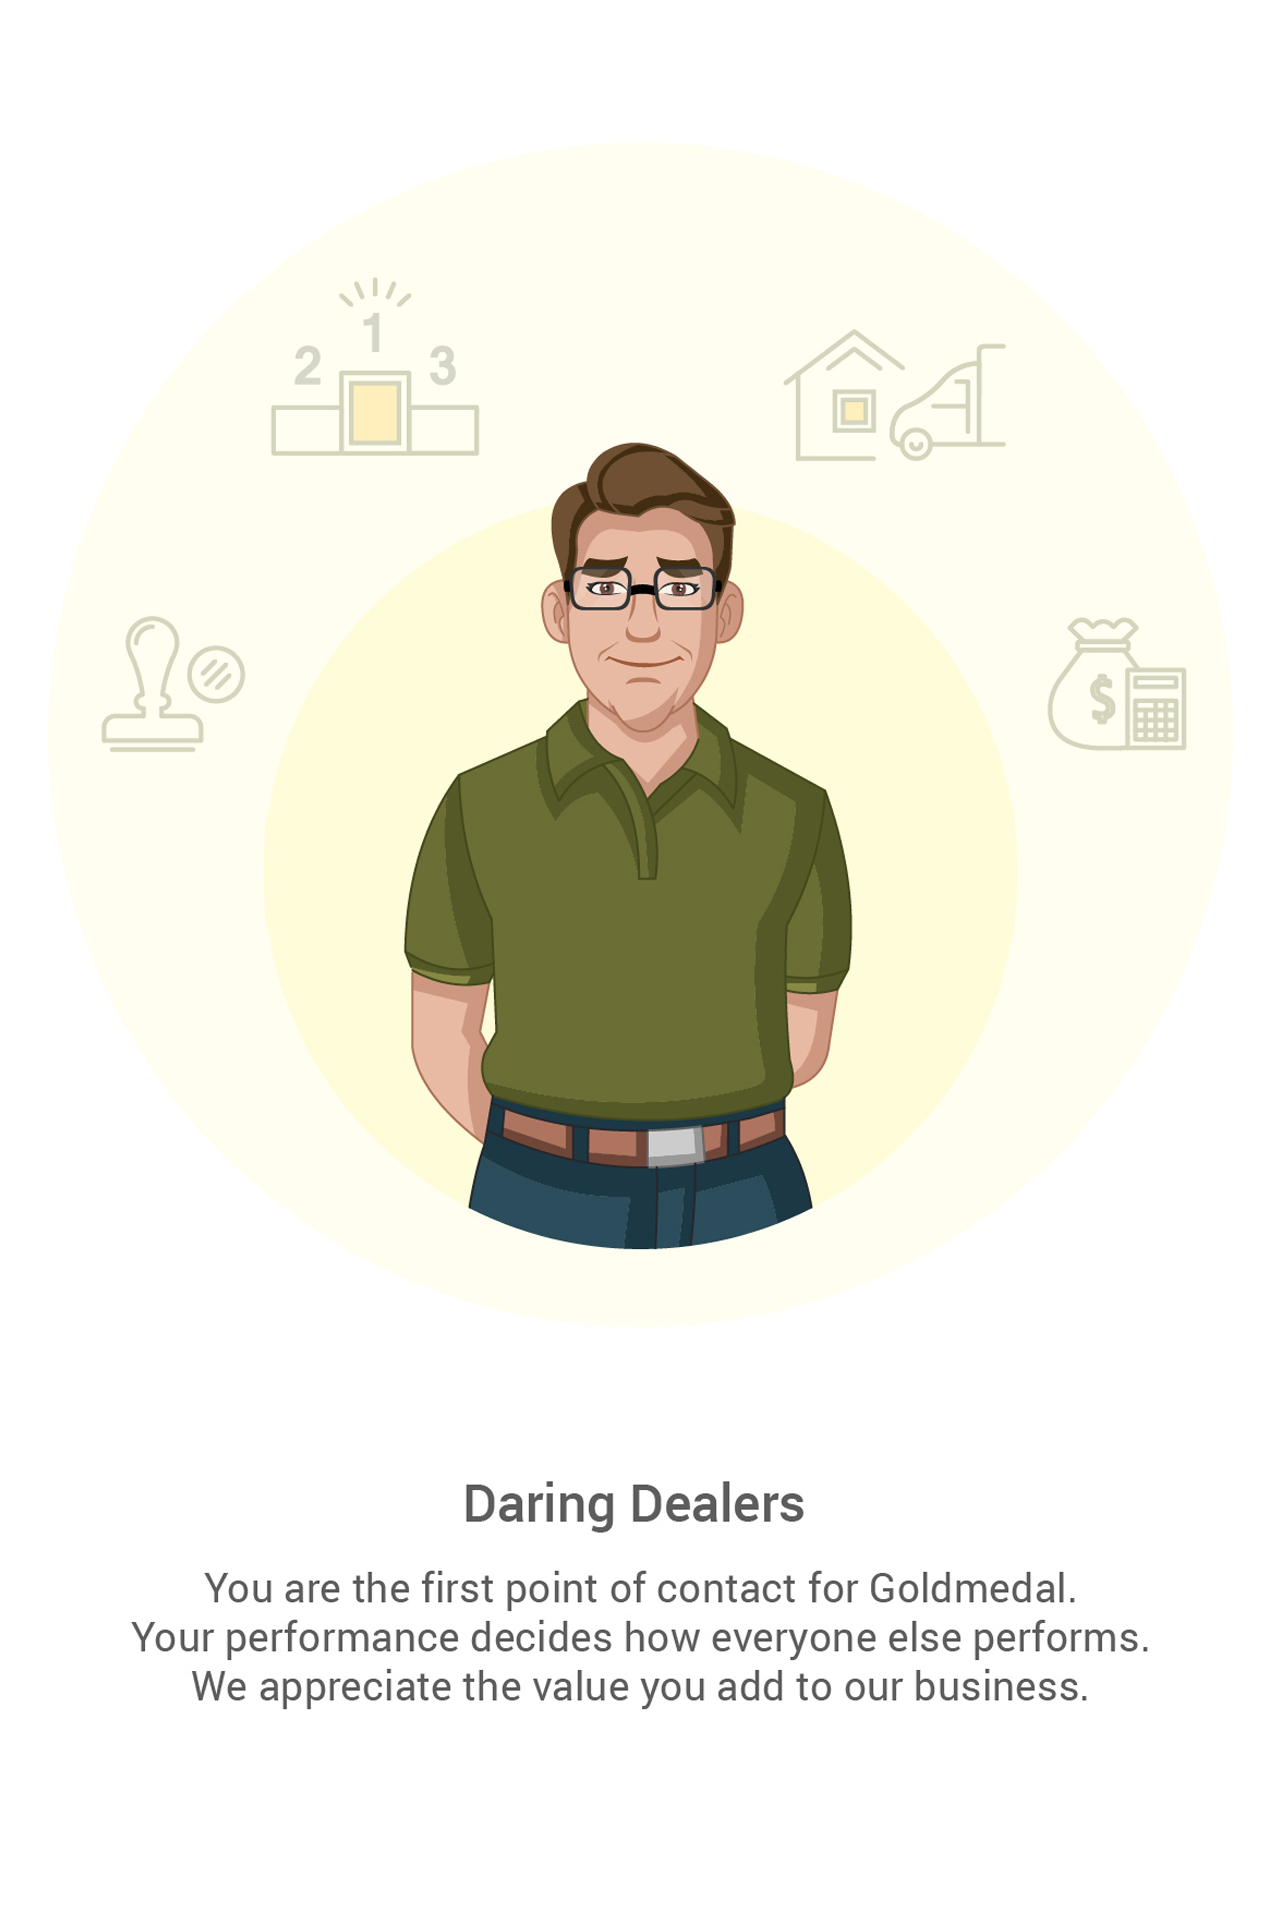 1
2 3
$
Daring Dealers
You are the first point of contact for Goldmedal.
Your performance decides how everyone else performs.
We appreciate the value you add to our business.